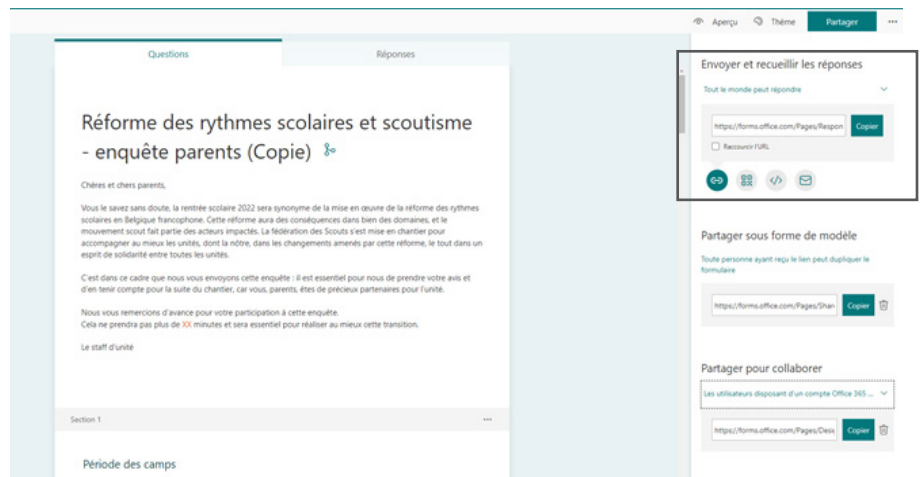 Aperçu
Thème
Partager
...
Questions
Réponses
Réforme des rythmes scolaires et scoutisme
- enquête parents (Copie)
Chères et chers parents,
Vous le savez sans doute, la rentrée scolaire 2022 sera synonyme de la mise en œuvre de la réforme des rythmes
scolaires en Belgique francophone. Cette réforme aura des conséquences dans bien des domaines, et le
mouvement scout fait partie des acteurs impactés. La fédération des Scouts s'est mise en chantier pour
accompagner au mieux les unités, dont la nôtre, dans les changements amenés par cette réforme, le tout dans un
esprit de solidarité entre toutes les unités.
C'est dans ce cadre que nous vous envoyons cette enquête : il est essentiel pour nous de prendre votre avis et
d'en tenir compte pour la suite du chantier, car vous, parents, êtes de précieux partenaires pour l'unité.
Nous vous remercions d'avance pour votre participation à cette enquête.
Cela ne prendra pas plus de XX minutes et sera essentiel pour réaliser au mieux cette transition.
Le staff d'unité
Section 1
...
Période des camps
Envoyer et recueillir les réponses
Tout le monde peut répondre
https://forms.office.com/Pages/Respon
Copier
Raccourcir l'URL
Partager sous forme de modèle
Toute personne ayant reçu le lien peut dupliquer le
formulaire
https://forms.office.com/Pages/Shar
Copier
Partager pour collaborer
Les utilisateurs disposant d'un compte Office 365 ...
https://forms.office.com/Pages/Desi
Copier